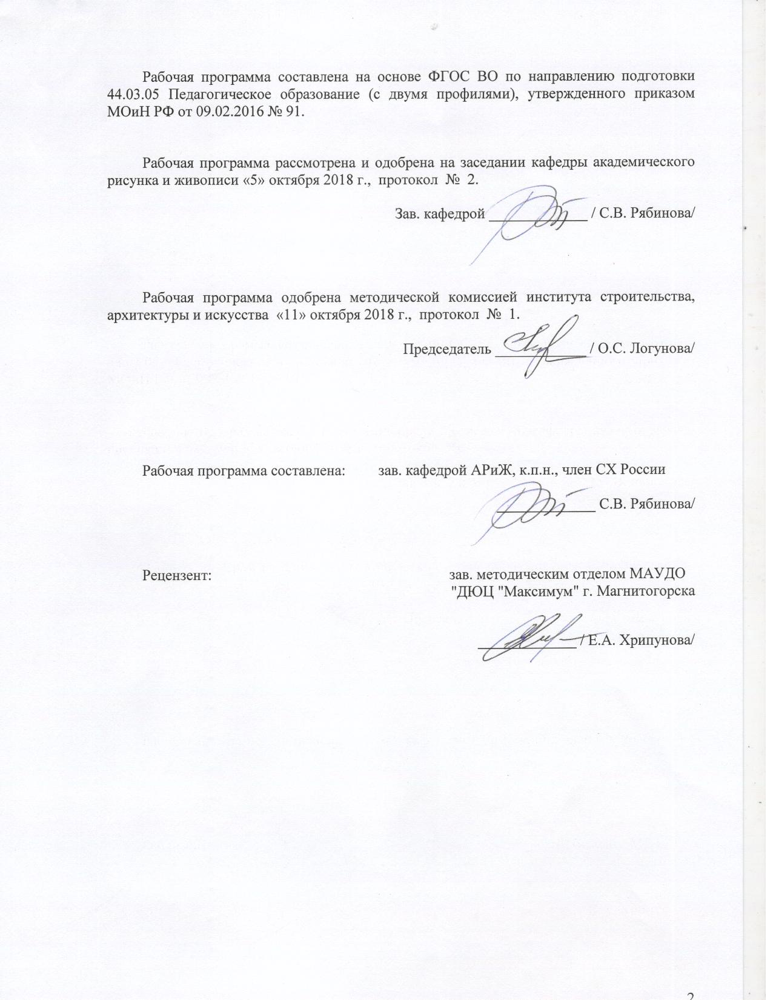 Рабочая программа составлена на основе ФГОС ВО по направлению подготовки
44.03.05 Педагогическое образование (с двумя профилями), утвержденного приказом
МОиН РФ от 09.02.2016 № 91.
Рабочая программа рассмотрена и одобрена на заседании кафедры академического
рисунка и живописи «5» октября 2018 г., протокол № 2.
Зав. кафедрой _____________ / С.В. Рябинова/
Рабочая программа одобрена методической комиссией института строительства,
архитектуры и искусства «11» октября 2018 г., протокол № 1.
Председатель ____________ / О.С. Логунова/
Рабочая программа составлена: зав. кафедрой АРиЖ, к.п.н., член СХ России
_____________ С.В. Рябинова/
Рецензент: зав. методическим отделом МАУДО
"ДЮЦ "Максимум" г. Магнитогорска
_____________ / Е.А. Хрипунова/
2